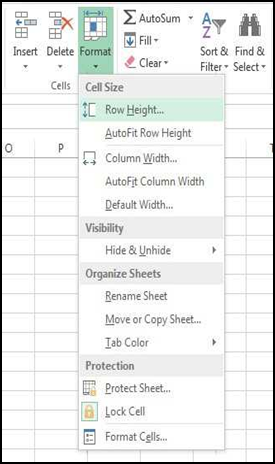 Insert Delete Format
AutoSum
Fill
Clear
Sort &
Filter
Find &
Select
Cells
O P T
Cell Size
Row Height...
AutoFit Row Height
Column Width...
AutoFit Column Width
Default Width...
Visibility
Hide & Unhide
Organize Sheets
Rename Sheet
Move or Copy Sheet...
Tab Color
Protection
Protect Sheet...
Lock Cell
Format Cells...